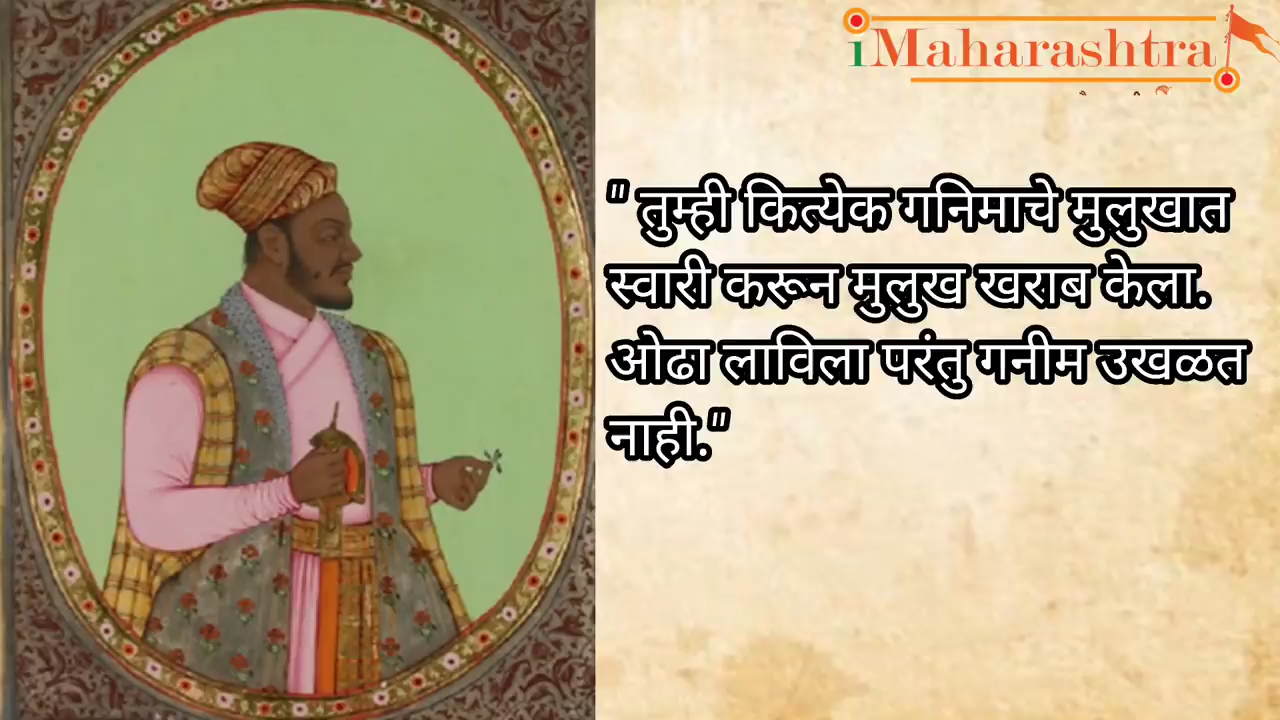 iMaharashtra
" तुम्ही कित्येक गनिमाचे मुलुखात
स्वारी करून मुलुख खराब केला.
ओढा लाविला परंतु गनीम उखळत
नाही."